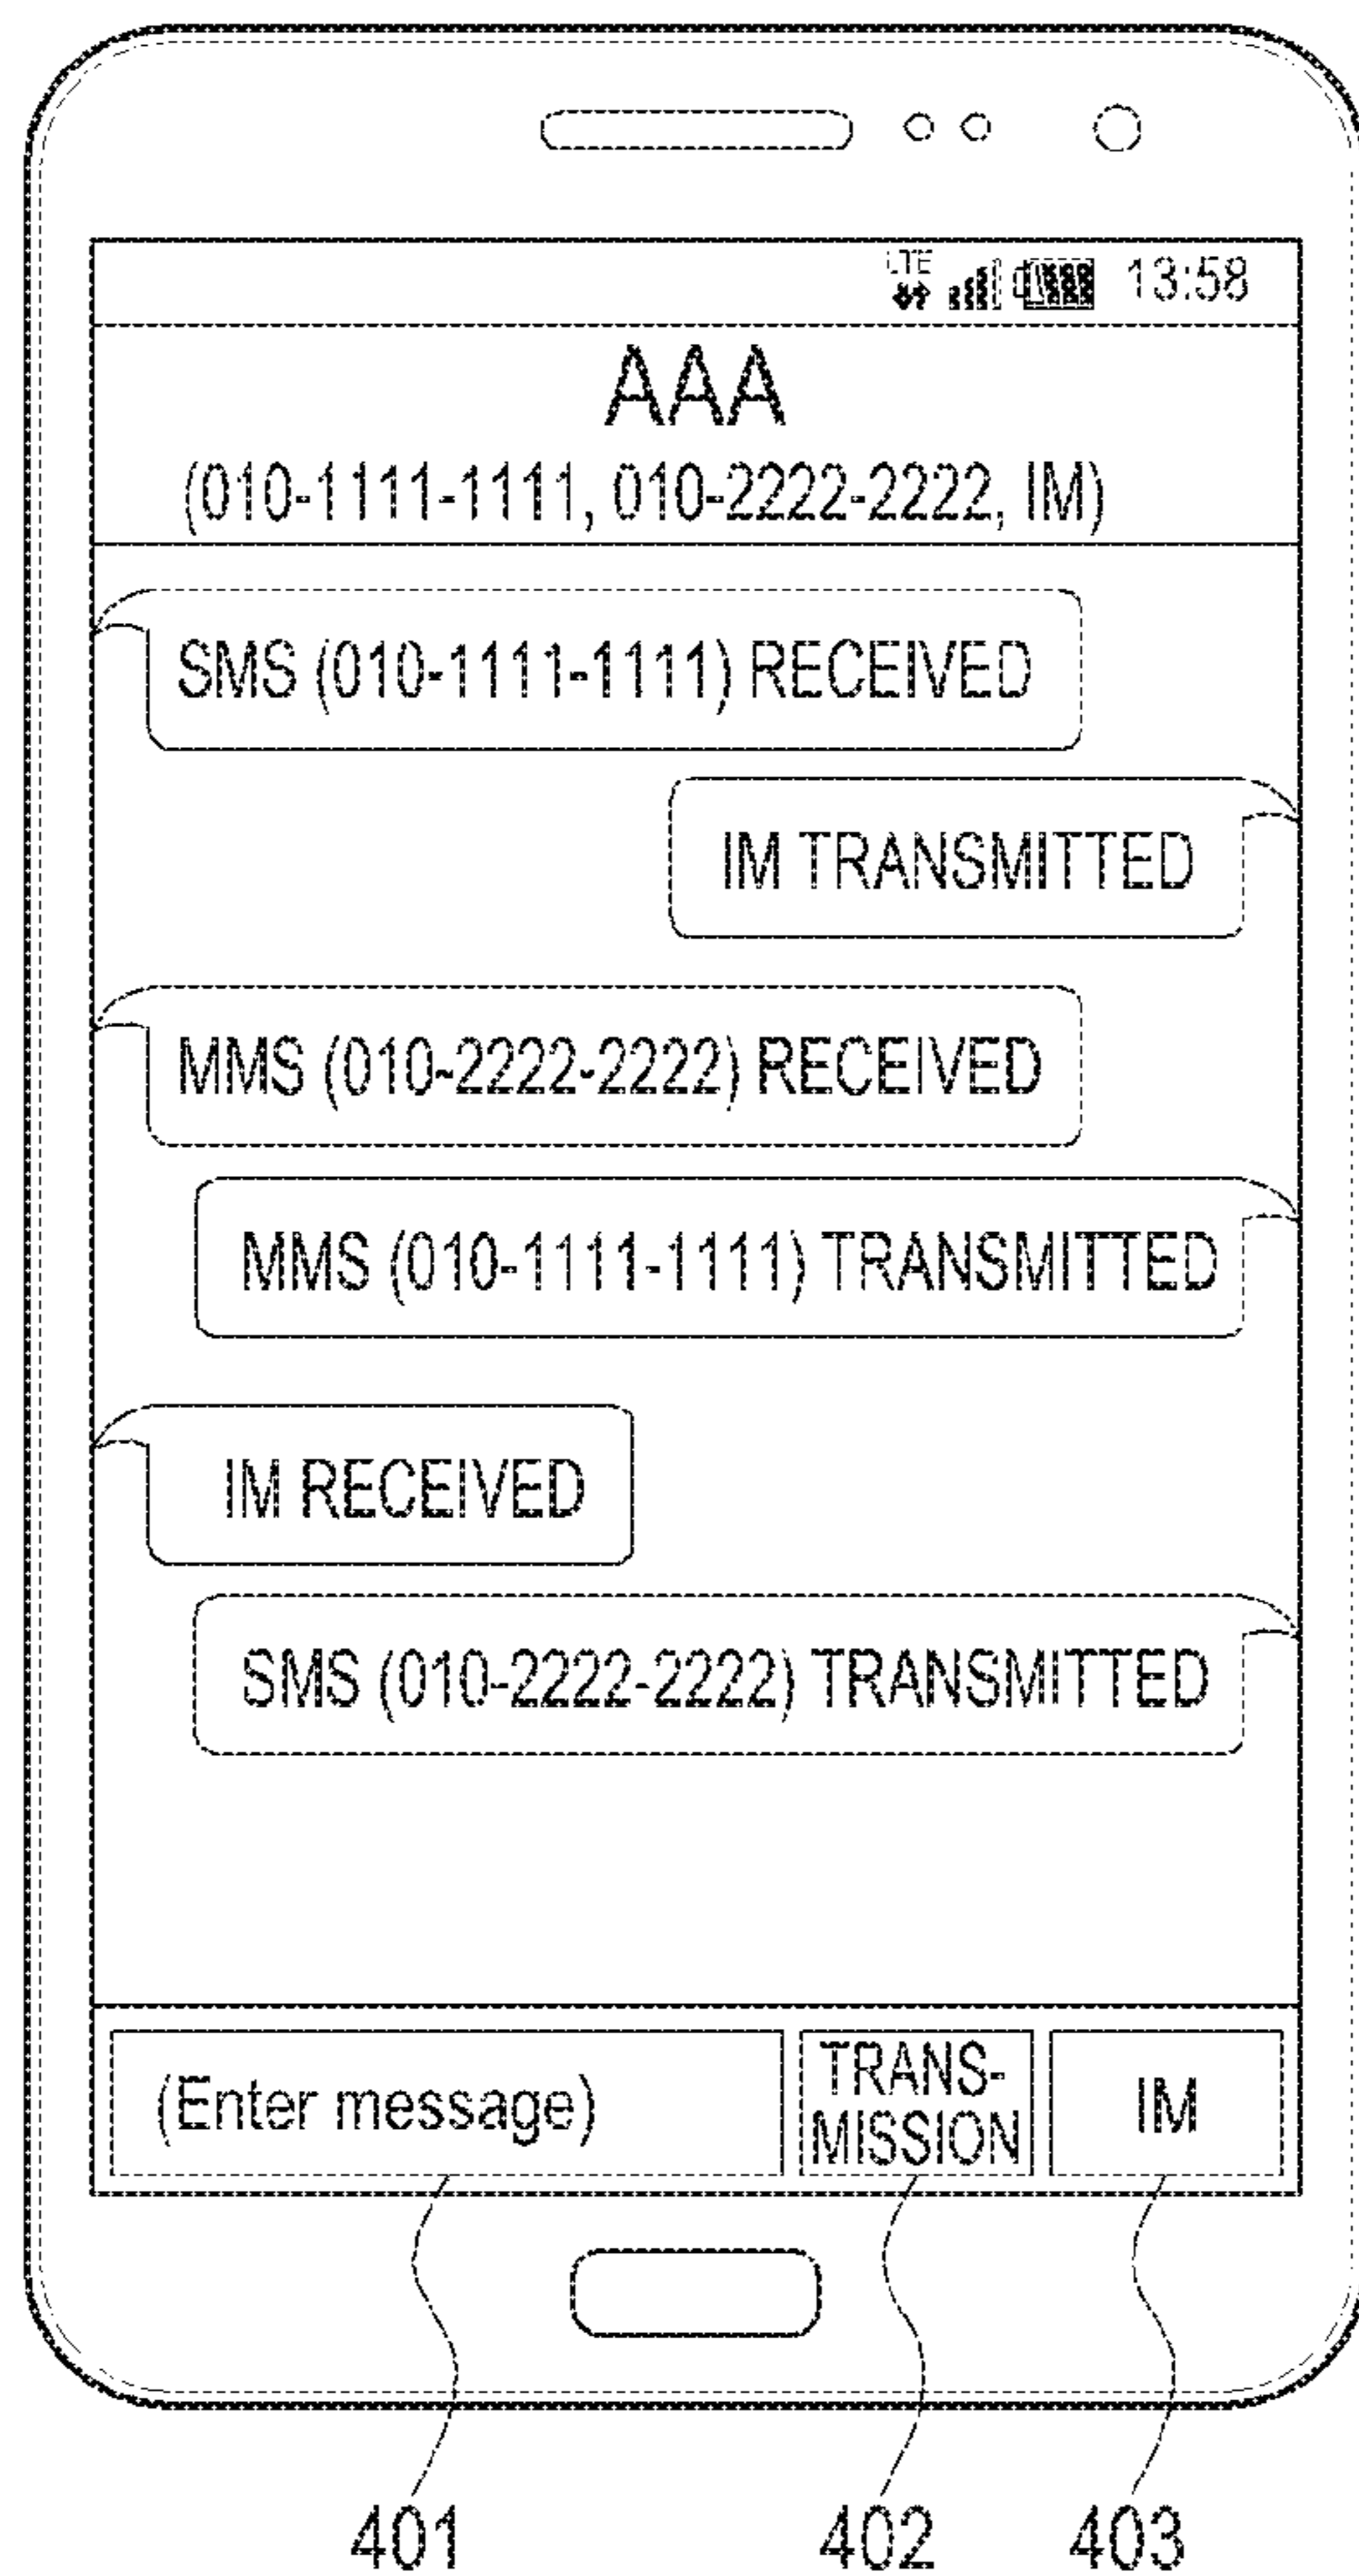 LTE 13:58
AAA
(010-1111-1111, 010-2222-2222, IM)
SMS (010-1111-1111) RECEIVED
IM TRANSMITTED
MMS (010-2222-2222) RECEIVED
MMS (010-1111-1111) TRANSMITTED
IM RECEIVED
SMS (010-2222-2222) TRANSMITTED
(Enter message)
TRANS-
MISSION
IM
401 402 403